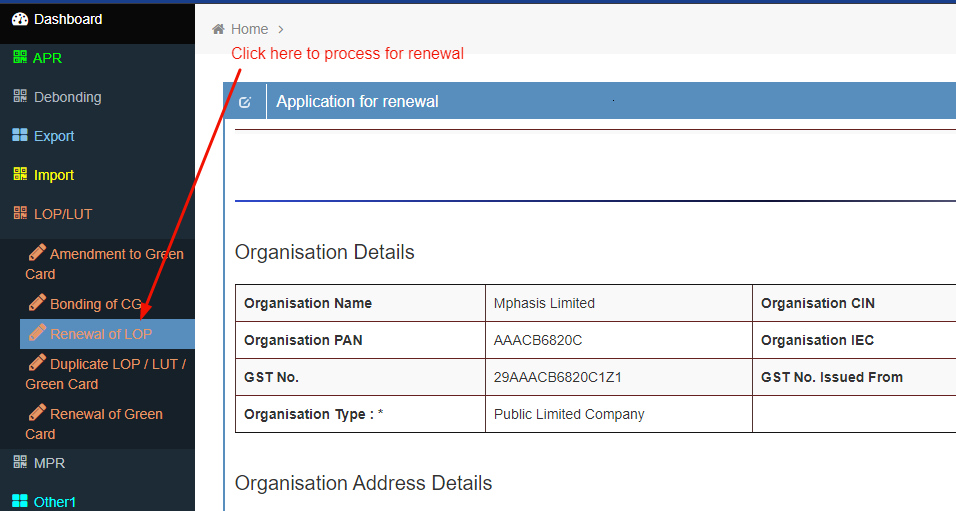 Dashboard
Home >
Click here to process for renewal
APR
Application for renewal
Debonding
Export
Import
LOP/LUT
Amendment to Green
Card
Bonding of CG
Renewal of LOP
Duplicate LOP / LUT /
Green Card
Renewal of Green
Card
MPR
Other1
Organisation Details
Organisation Name Mphasis Limited Organisation CIN
Organisation PAN AAACB6820C Organisation IEC
GST No. 29AAACB6820C1Z1 GST No. Issued From
Organisation Type : * Public Limited Company
Organisation Address Details